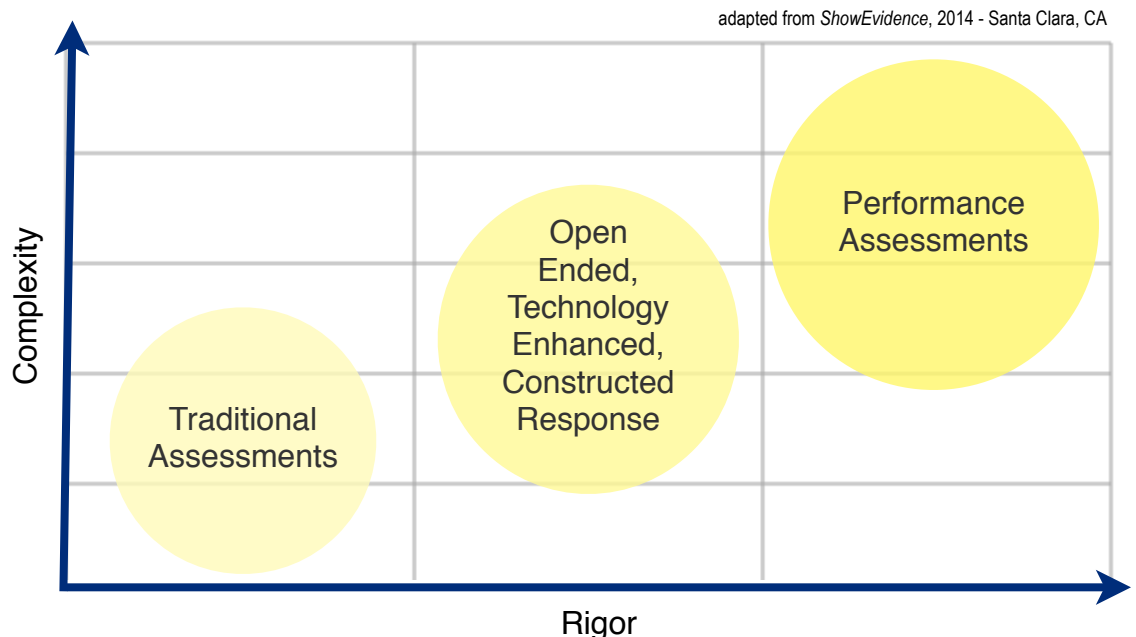 adapted from ShowEvidence, 2014 - Santa Clara, CA
Complexity
Performance
Assessments
Open
Ended,
Technology
Enhanced,
Constructed
Response
Traditional
Assessments
Rigor